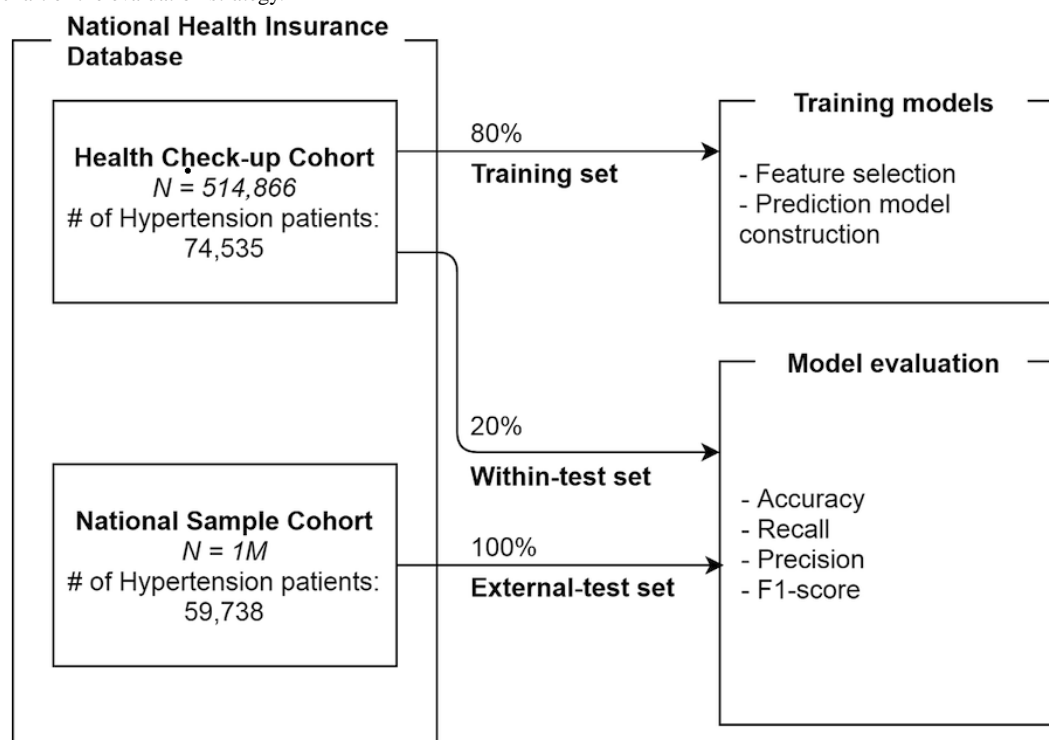 National Health Insurance
Database
Health Check-up Cohort
N = 514,866
# of Hypertension patients:
74,535
80%
Training set
Training models
- Feature selection
- Prediction model
construction
20%
Within-test set
Model evaluation
- Accuracy
- Recall
- Precision
- F1-score
National Sample Cohort
N = 1M
# of Hypertension patients:
59,738
100%
External-test set